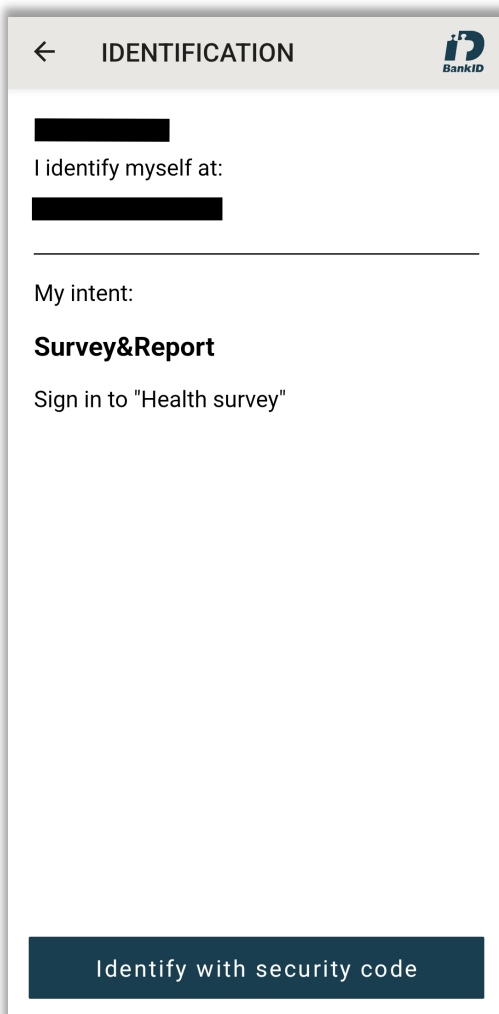 IDENTIFICATION
BankID
I identify myself at:
My intent:
Survey&Report
Sign in to "Health survey"
Identify with security code